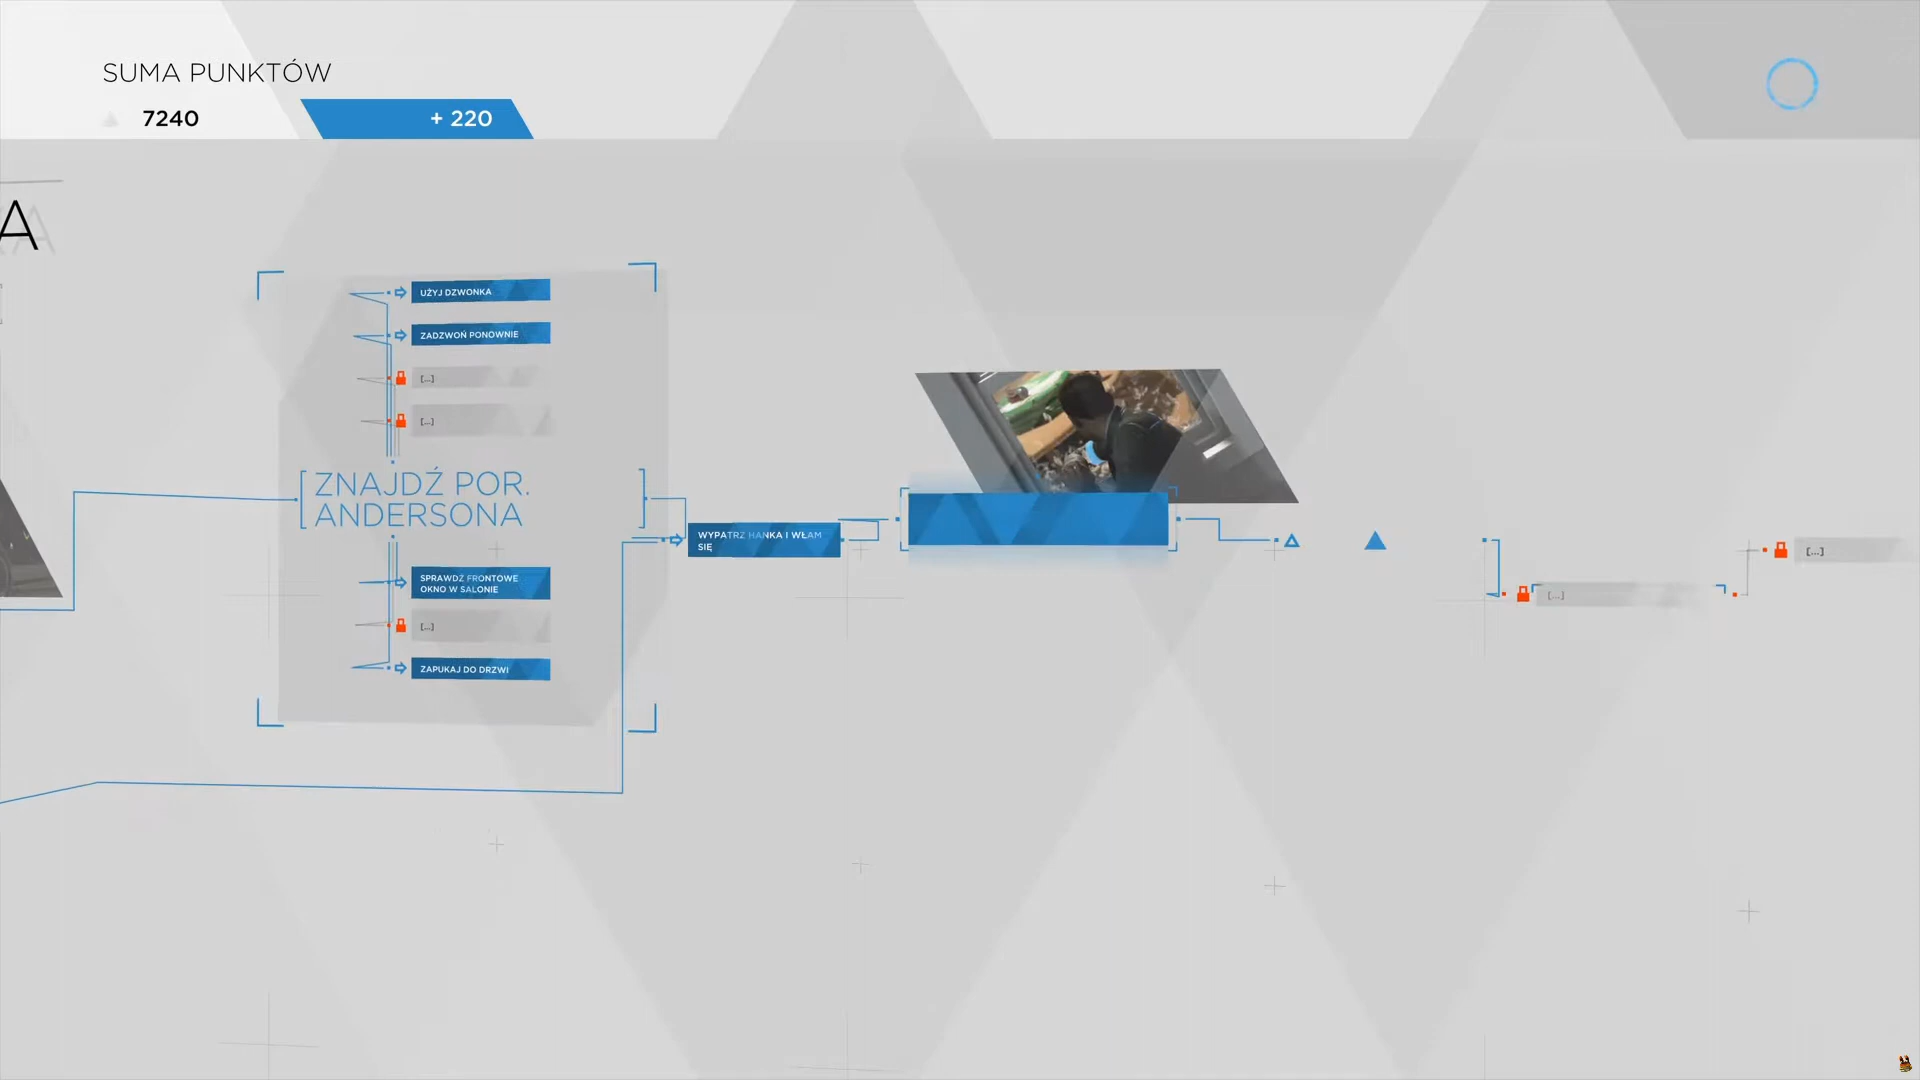 SUMA PUNKTÓW
7240
+ 220
A
UŻYJ DZWONKA
ZADZWOŃ PONOWNIE
[...]
[...]
ZNAJDŹ POR.
ANDERSONA
WYPATRZ HANKA I WŁAM
SIĘ
SPRAWDŹ FRONTOWE
OKNO W SALONIE
[...]
ZAPUKAJ DO DRZWI
[...]
[...]